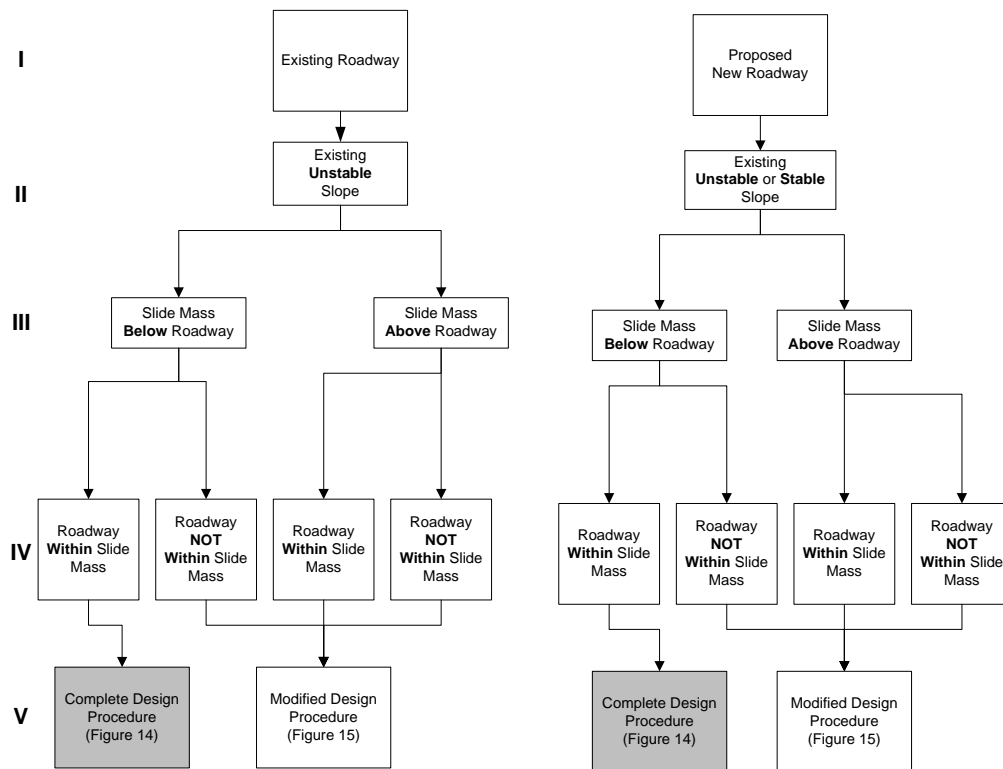 I
Existing Roadway
Proposed
New Roadway
II
Existing
Unstable
Slope
Existing
Unstable or Stable
Slope
III
Slide Mass
Below Roadway
Slide Mass
Above Roadway
Slide Mass
Below Roadway
Slide Mass
Above Roadway
IV
Roadway
Within Slide
Mass
Roadway
NOT
Within Slide
Mass
Roadway
Within Slide
Mass
Roadway
NOT
Within Slide
Mass
Roadway
Within Slide
Mass
Roadway
NOT
Within Slide
Mass
Roadway
Within Slide
Mass
Roadway
NOT
Within Slide
Mass
V
Complete Design
Procedure
(Figure 14)
Modified Design
Procedure
(Figure 15)
Complete Design
Procedure
(Figure 14)
Modified Design
Procedure
(Figure 15)